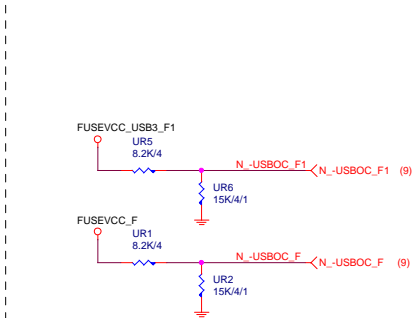 FUSEVCC_USB3_F1
UR5
8.2K/4
N_-USBOC_F1
N_-USBOC_F1 (9)
UR6
15K/4/1
FUSEVCC_F
UR1
8.2K/4
N_-USBOC_F
N_-USBOC_F (9)
UR2
15K/4/1